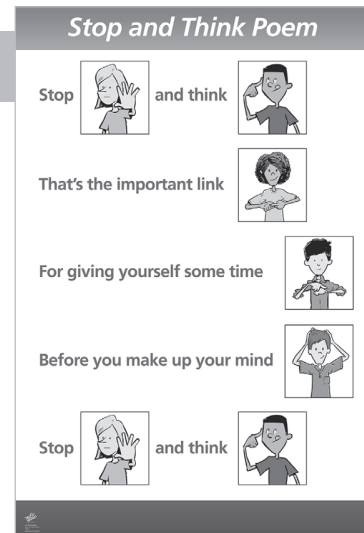 Stop and Think Poem
Stop and think
That's the important link
For giving yourself some time
Before you make up your mind
Stop and think